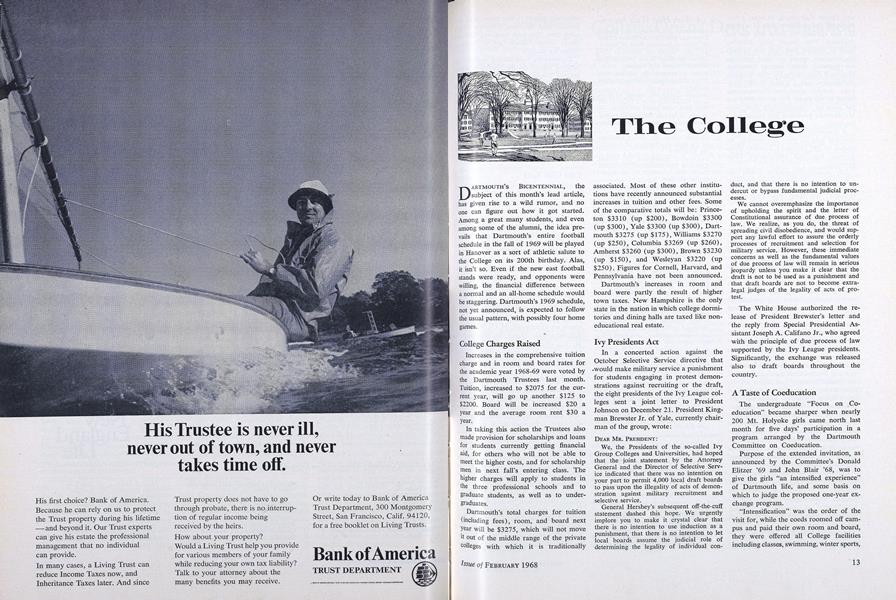 His Trustee is never ill,
never out of town, and never
takes time off.
His first choice? Bank of America.
Because he can rely on us to protect
the Trust property during his lifetime
—and beyond it. Our Trust experts
can give his estate the professional
management that no individual
can provide.
In many cases, a Living Trust can
reduce Income Taxes now, and
Inheritance Taxes later. And since
Trust property does not have to go
through probate, there is no interrup-
tion of regular income being
received by the heirs.
How about your property?
Would a Living Trust help you provide
for various members of your family
while reducing your own tax liability?
Talk to your attorney about the
many benefits you may receive.
Or write today to Bank of America
Trust Department, 300 Montgomery
Street, San Francisco, Calif. 94120,
for a free booklet on Living Trusts.
Bank of America
TRUST DEPARTMENT
The College
DARTMOUTH'S BICENTENNIAL, the
subject of this month's lead article,
has given rise to a wild rumor, and no
one can figure out how it got started.
Among a great many students, and even
among some of the alumni, the idea pre-
vails that Dartmouth's entire football
schedule in the fall of 1969 will be played
in Hanover as a sort of athletic salute to
the College on its 200th birthday. Alas,
it isn't so. Even if the new east football
stands were ready, and opponents were
willing, the financial difference between
a normal and an all-home schedule would
be staggering. Dartmouth's 1969 schedule,
not yet announced, is expected to follow
the usual pattern, with possibly four home
games.
College Charges Raised
Increases in the comprehensive tuition
charge and in room and board rates for
the academic year 1968-69 were voted by
the Dartmouth Trustees last month.
Tuition, increased to $2075 for the cur-
rent year, will go up another $125 to
$2200. Board will be increased $20 a
year and the average room rent $30 a
year.
In taking this action the Trustees also
made provision for scholarships and loans
for students currently getting financial
aid, for others who will not be able to
meet the higher costs, and for scholarship
men in next fall's entering class. The
higher charges will apply to students in
the three professional schools and to
graduate students, as well as to under-
graduates.
Dartmouth's total charges for tuition
(including fees), room, and board next
year will be $3275, which will not move
it out of the middle range of the private
colleges with which it is traditionally
associated. Most of these other institu-
tions have recently announced substantial
increases in tuition and other fees. Some
of the comparative totals will be: Prince-
ton $3310 (up $200), Bowdoin $3300
(up $300), Yale $3300 (up $300), Dart-
mouth $3275 (up $175), Williams $3270
(up $250), Columbia $3269 (up $260),
Amherst $3260 (up $300), Brown $3230
(up $150), and Wesleyan $3220 (up
$250). Figures for Cornell, Harvard, and
Pennsylvania have not been announced.
Dartmouth's increases in room and
board were partly the result of higher
town taxes. New Hampshire is the only
state in the nation in which college dormi-
tories and dining halls are taxed like non-
educational real estate.
Ivy Presidents Act
In a concerted action against the
October Selective Service directive that
would make military service a punishment
for students engaging in protest demon-
strations against recruiting or the draft,
the eight presidents of the Ivy League col-
leges sent a joint letter to President
Johnson on December 21. President King-
man Brewster Jr. of Yale, currently chair-
man of the group, wrote:
DEAR MR. PRESIDENT:
We, the Presidents of the so-called Ivy
Group Colleges and Universities, had hoped
that the joint statement by the Attorney
General and the Director of Selective Serv-
ice indicated that there was no intention on
your part to permit 4,000 local draft boards
to pass upon the illegality of acts of demon-
stration against military recruitment and
selective service.
General Hershey's subsequent off-the-cuff
statement dashed this hope. We urgently
implore you to make it crystal clear that
there is no intention to use induction as a
punishment, that there is no intention to let
local boards assume the judicial role of
determining the legality of individual con-
duct, and that there is no intention to un-
dercut or bypass fundamental judicial proc-
esses.
We cannot overemphasize the importance
of upholding the spirit and the letter of
Constitutional assurance of due process of
law. We realize, as you do, the threat of
spreading civil disobedience, and would sup-
port any lawful effort to assure the orderly
processes of recruitment and selection for
military service. However, these immediate
concerns as well as the fundamental values
of due process of law will remain in serious
jeopardy unless you make it clear that the
draft is not to be used as a punishment and
that draft boards are not to become extra-
legal judges of the legality of acts of pro-
test.
The White House authorized the re-
lease of President Brewster's letter and
the reply from Special Presidential As-
sistant Joseph A. Califano Jr., who agreed
with the principle of due process of law
supported by the Ivy League presidents.
Significantly, the exchange was released
also to draft boards throughout the
country.
A Taste of Coeducation
The undergraduate "Focus on Co-
education" became sharper when nearly
200 Mt. Holyoke girls came north last
month for five days' participation in a
program arranged by the Dartmouth
Committee on Coeducation.
Purpose of the extended invitation, as
announced by the Committee's Donald
Elitzer '69 and John Blair '68, was to
give the girls "an intensified experience"
of Dartmouth life, and some basis on
which to judge the proposed one-year ex-
change program.
"Intensification" was the order of the
visit for, while the coeds roomed off cam-
pus and paid their own room and board,
they were offered all College facilities
including classes, swimming, winter sports,
Issue of FEBRUARY 1968
13